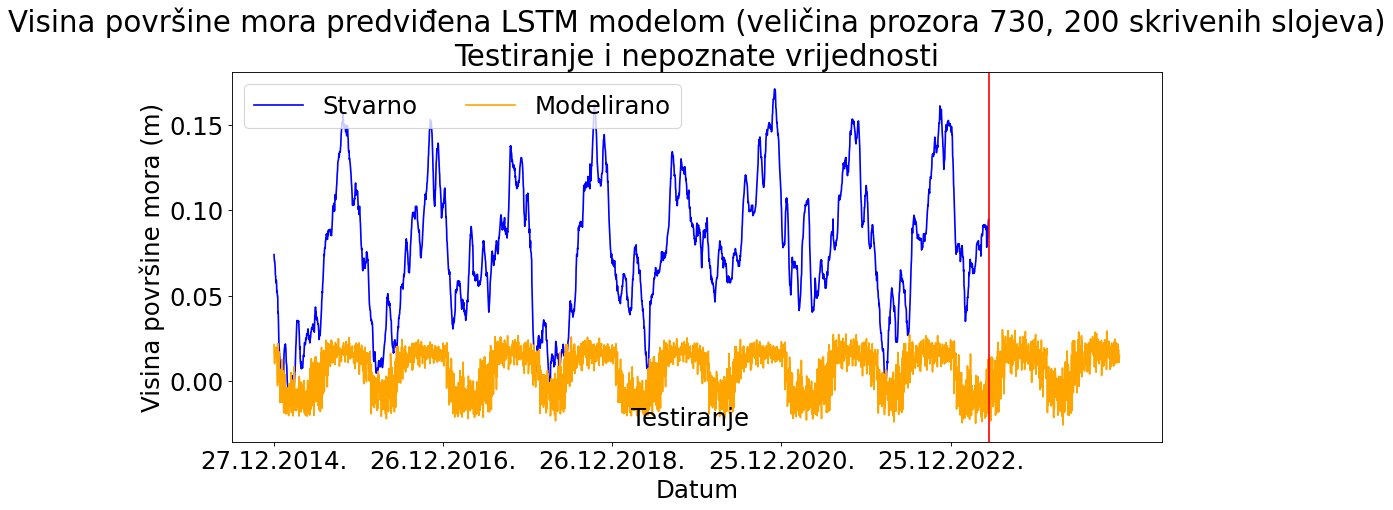 Visina površine mora predviđena LSTM modelom (veličina prozora 730, 200 skrivenih slojeva)
Testiranje i nepoznate vrijednosti
Stvarno
Modelirano
Visina površine mora (m)
0.15
0.10
0.05
0.00
Testiranje
27.12.2014.
26.12.2016.
26.12.2018.
25.12.2020.
25.12.2022.
Datum